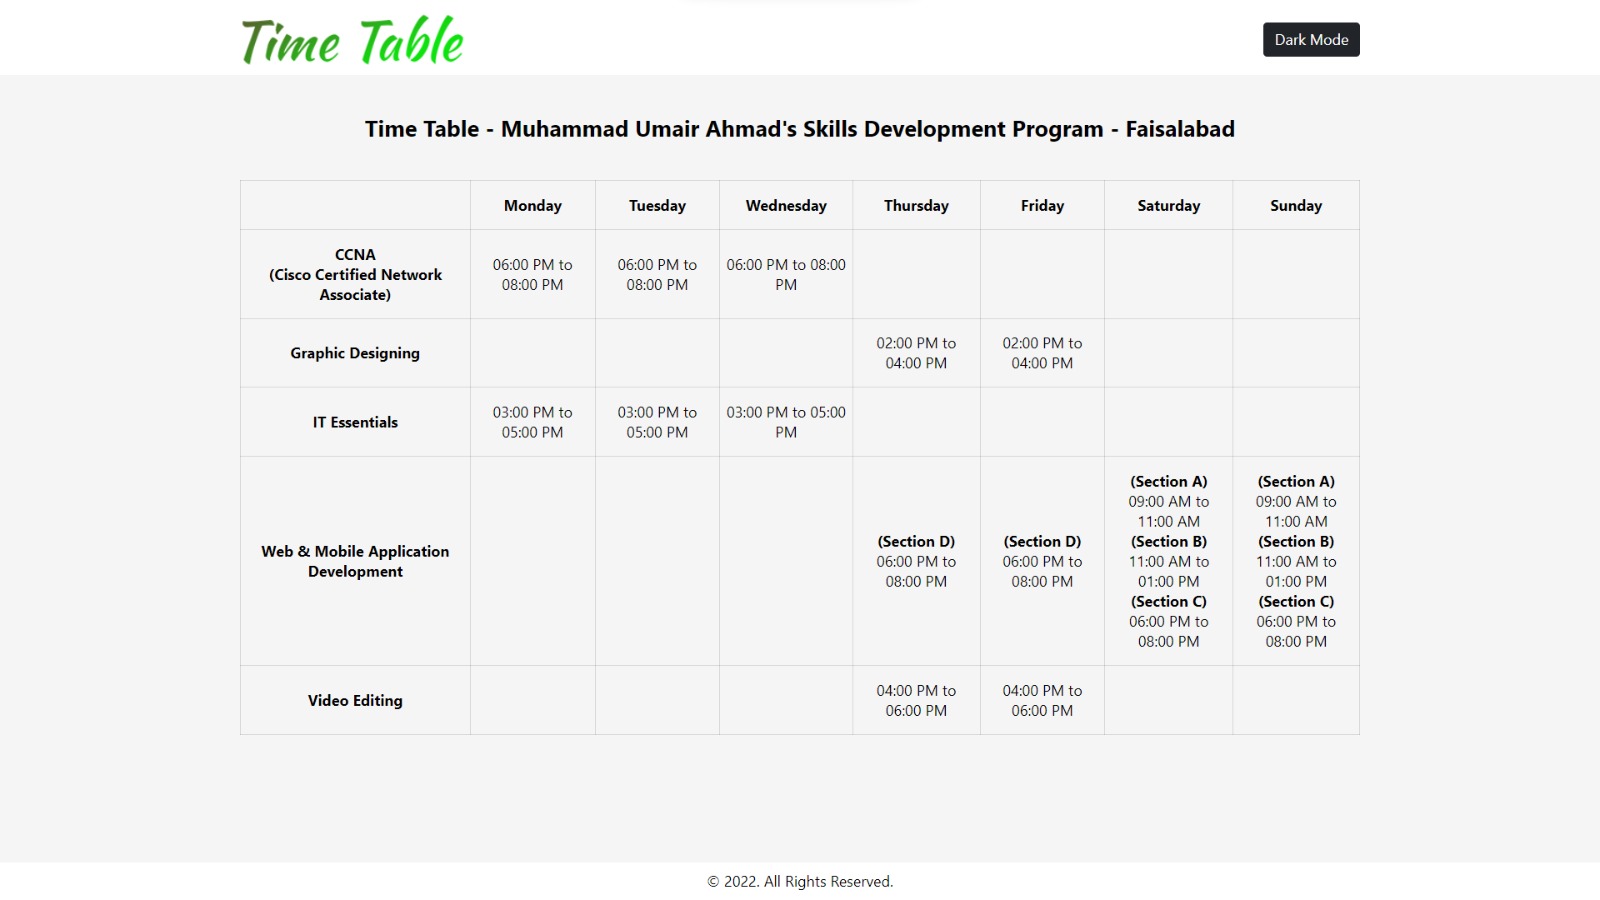 Time Table
Dark Mode
Time Table - Muhammad Umair Ahmad's Skills Development Program - Faisalabad
Monday Tuesday Wednesday Thursday Friday Saturday Sunday
CCNA
(Cisco Certified Network
Associate)
06:00 PM to
08:00 PM
06:00 PM to
08:00 PM
06:00 PM to 08:00
PM
Graphic Designing
02:00 PM to
04:00 PM
02:00 PM to
04:00 PM
IT Essentials
03:00 PM to
05:00 PM
03:00 PM to
05:00 PM
03:00 PM to 05:00
PM
Web & Mobile Application
Development
(Section D)
06:00 PM to
08:00 PM
(Section D)
06:00 PM to
08:00 PM
(Section A)
09:00 AM to
11:00 AM
(Section B)
11:00 AM to
01:00 PM
(Section C)
06:00 PM to
08:00 PM
(Section A)
09:00 AM to
11:00 AM
(Section B)
11:00 AM to
01:00 PM
(Section C)
06:00 PM to
08:00 PM
Video Editing
04:00 PM to
06:00 PM
04:00 PM to
06:00 PM
© 2022. All Rights Reserved.